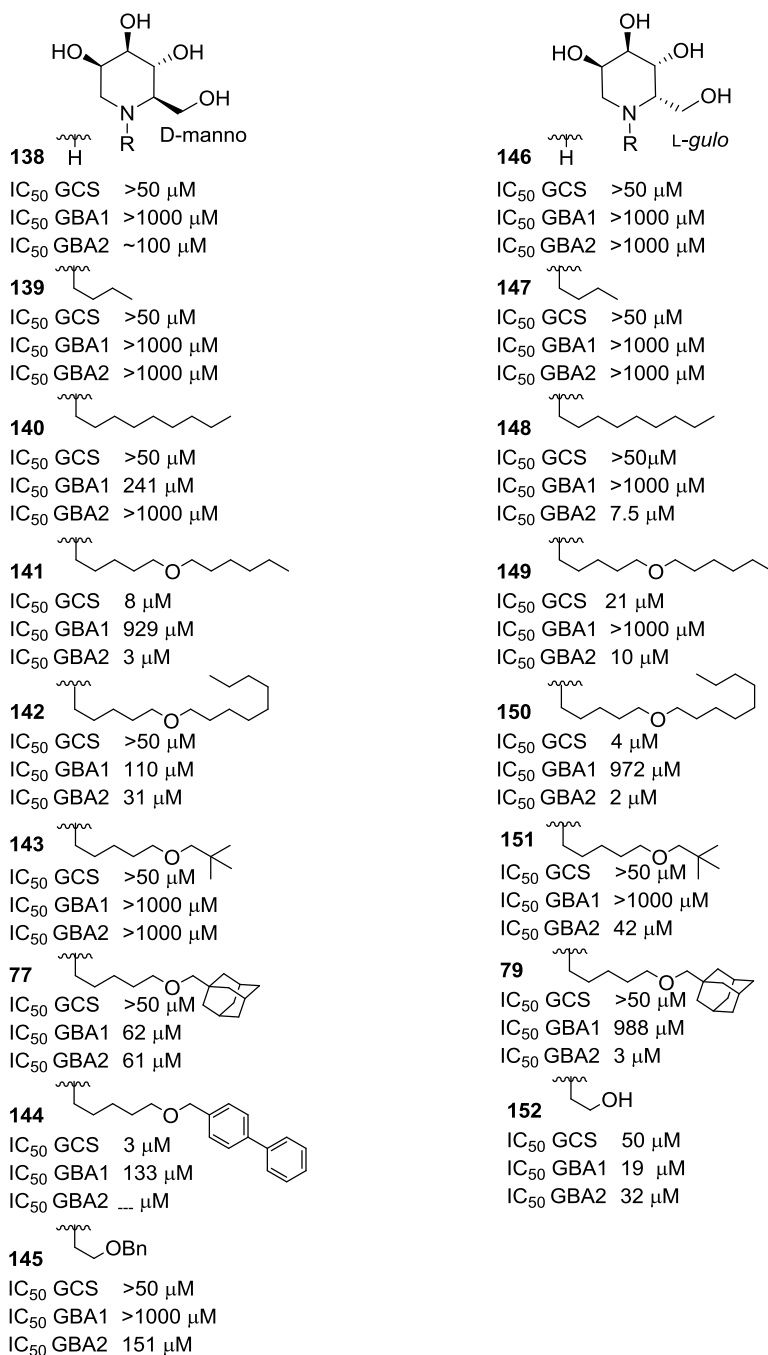 OH
HO
OH
OH
N
R
D-manno
138
H
IC50 GCS >50 μM
IC50 GBA1 >1000 μM
IC50 GBA2 ~100 μM
139
IC50 GCS >50 μM
IC50 GBA1 >1000 μM
IC50 GBA2 >1000 μM
140
IC50 GCS >50 μM
IC50 GBA1 241 μM
IC50 GBA2 >1000 μM
141
O
IC50 GCS 8 μM
IC50 GBA1 929 μM
IC50 GBA2 3 μM
142
O
IC50 GCS >50 μM
IC50 GBA1 110 μM
IC50 GBA2 31 μM
143
O
IC50 GCS >50 μM
IC50 GBA1 >1000 μM
IC50 GBA2 >1000 μM
77
O
IC50 GCS >50 μM
IC50 GBA1 62 μM
IC50 GBA2 61 μM
144
O
IC50 GCS 3 μM
IC50 GBA1 133 μM
IC50 GBA2 --- μM
145
OBn
IC50 GCS >50 μM
IC50 GBA1 >1000 μM
IC50 GBA2 151 μM
OH
HO
OH
OH
N
R
L-gulo
146
H
IC50 GCS >50 μM
IC50 GBA1 >1000 μM
IC50 GBA2 >1000 μM
147
IC50 GCS >50 μM
IC50 GBA1 >1000 μM
IC50 GBA2 >1000 μM
148
IC50 GCS >50μM
IC50 GBA1 >1000 μM
IC50 GBA2 7.5 μM
149
O
IC50 GCS 21 μM
IC50 GBA1 >1000 μM
IC50 GBA2 10 μM
150
O
IC50 GCS 4 μM
IC50 GBA1 972 μM
IC50 GBA2 2 μM
151
O
IC50 GCS >50 μM
IC50 GBA1 >1000 μM
IC50 GBA2 42 μM
79
O
IC50 GCS >50 μM
IC50 GBA1 988 μM
IC50 GBA2 3 μM
152
OH
IC50 GCS 50 μM
IC50 GBA1 19 μM
IC50 GBA2 32 μM